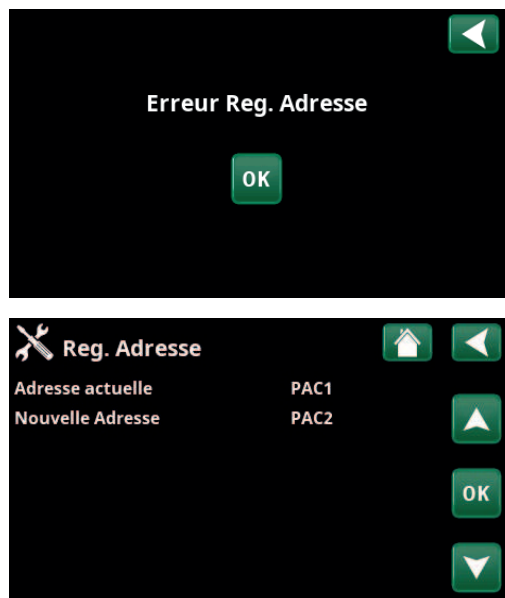 Erreur Reg. Adresse
OK
Reg. Adresse
Adresse actuelle PAC1
Nouvelle Adresse PAC2
OK